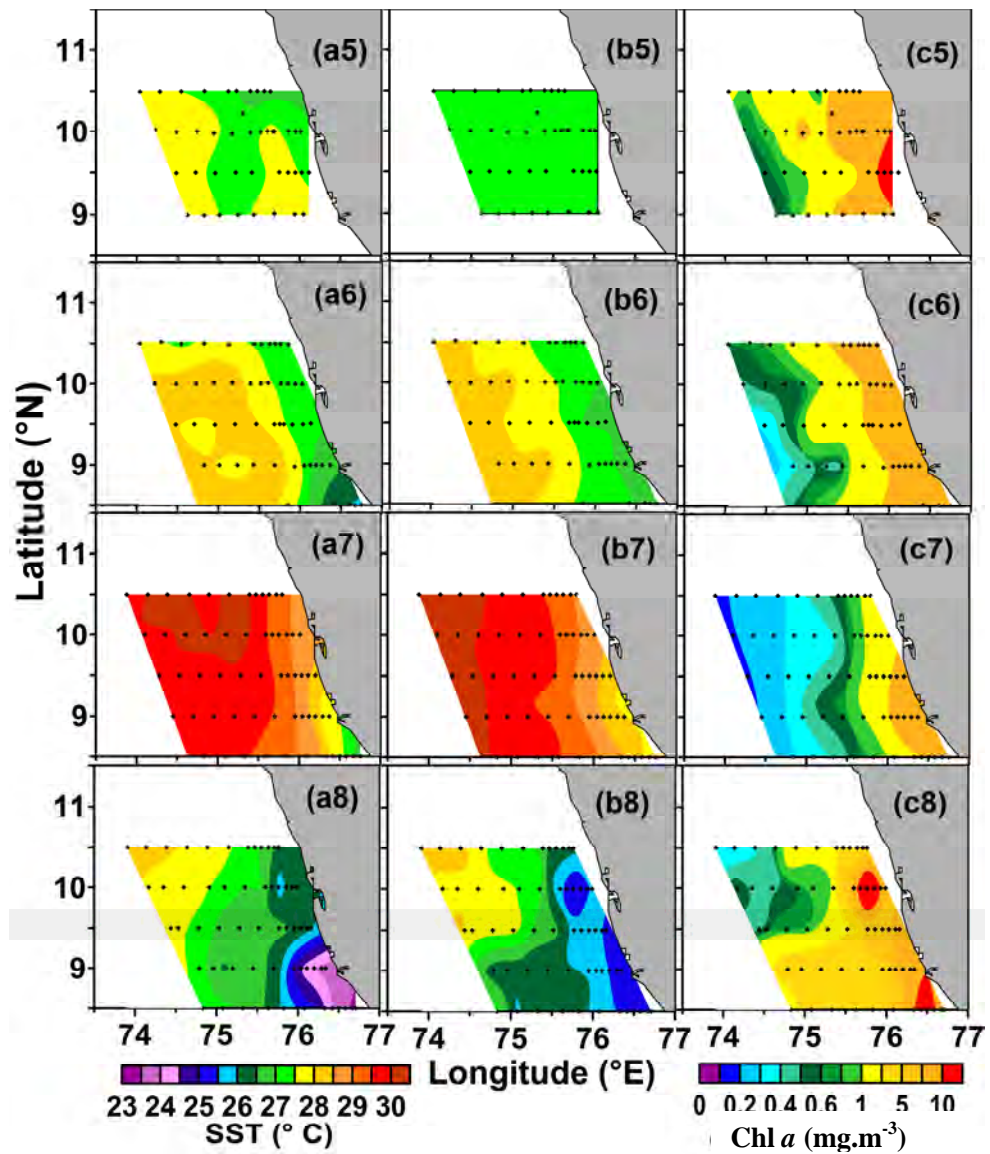 (a5) (b5) (c5)
11
10
9
(a6) (b6) (c6)
11
10
9
Latitude (°N)
(a7) (b7) (c7)
11
10
9
(a8) (b8) (c8)
11
10
9
74 75 76 77 74 75 76 77 74 75 76 77
Longitude (°E)
23 24 25 26 27 28 29 30
SST (° C)
0 0.2 0.4 0.6 1 5 10
Chl a (mg.m-3)